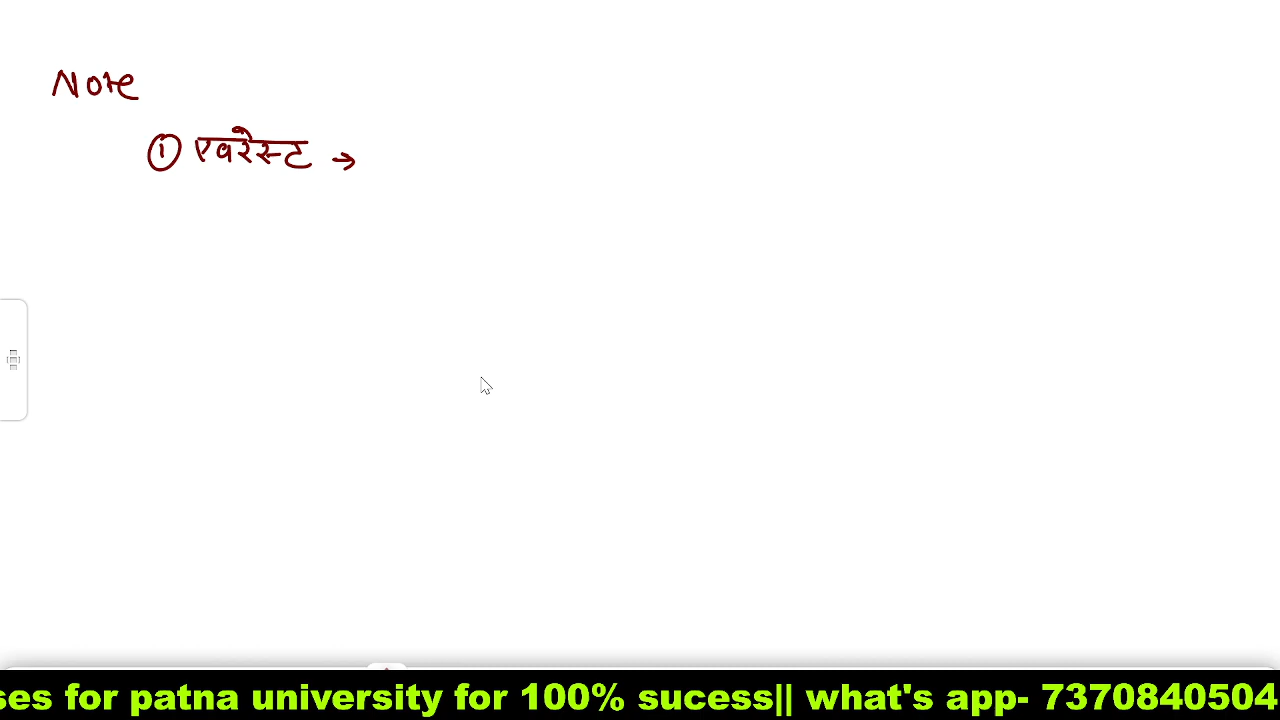 Note
① एवरेस्ट →
ses for patna university for 100% sucess|| what's app- 7370840504